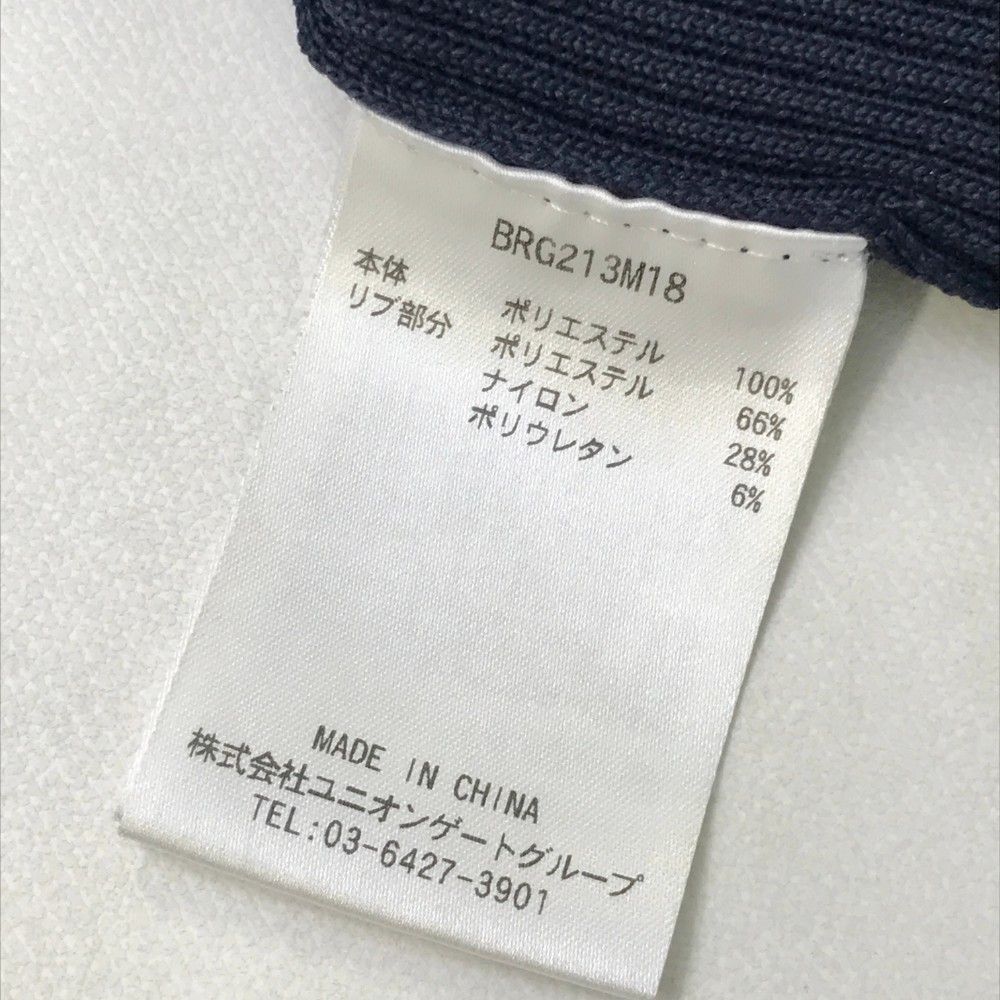 BRG213M18
本体 ポリエステル 100%
リブ部分 ポリエステル 66%
ナイロン 28%
ポリウレタン 6%
MADE IN CHINA
株式会社ユニオンゲートグループ
TEL:03-6427-3901